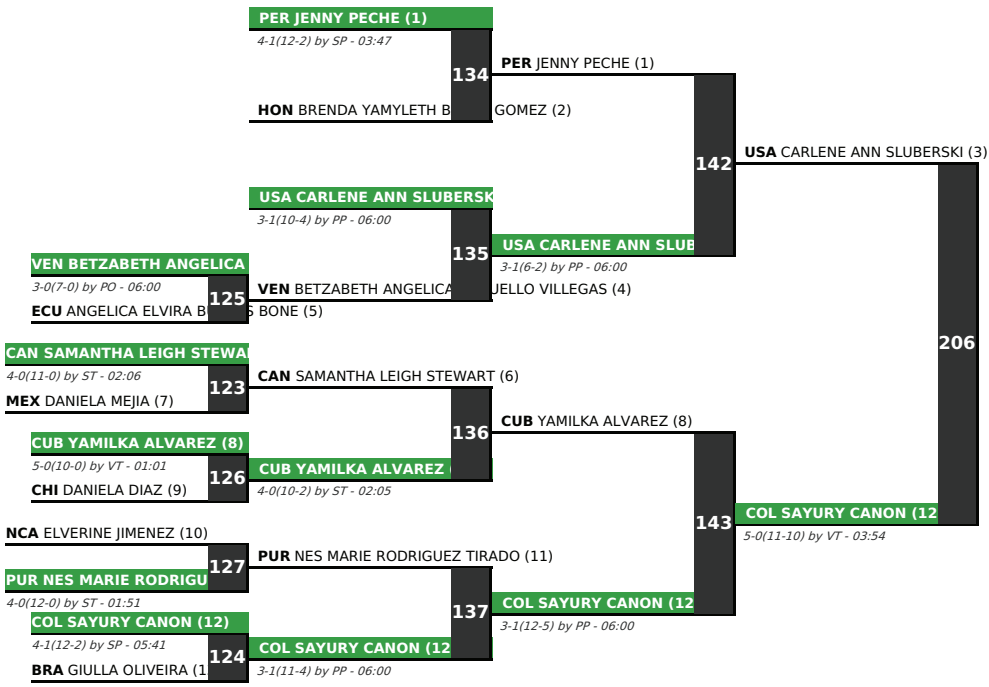 PER JENNY PECHE (1)
4-1(12-2) by SP - 03:47
134
HON BRENDA YAMYLETH B GOMEZ (2)
PER JENNY PECHE (1)
142
USA CARLENE ANN SLUBERSKI (3)
USA CARLENE ANN SLUBERSK
3-1(10-4) by PP - 06:00
135
USA CARLENE ANN SLUB
3-1(6-2) by PP - 06:00
VEN BETZABETH ANGELICA
3-0(7-0) by PO - 06:00
125
VEN BETZABETH ANGELICA UELLO VILLEGAS (4)
ECU ANGELICA ELVIRA B S BONE (5)
206
CAN SAMANTHA LEIGH STEWA
4-0(11-0) by ST - 02:06
123
MEX DANIELA MEJIA (7)
CAN SAMANTHA LEIGH STEWART (6)
136
CUB YAMILKA ALVAREZ (8)
CUB YAMILKA ALVAREZ (8)
5-0(10-0) by VT - 01:01
126
CHI DANIELA DIAZ (9)
CUB YAMILKA ALVAREZ (
4-0(10-2) by ST - 02:05
143
COL SAYURY CANON (12
5-0(11-10) by VT - 03:54
NCA ELVERINE JIMENEZ (10)
127
PUR NES MARIE RODRIGU
4-0(12-0) by ST - 01:51
PUR NES MARIE RODRIGUEZ TIRADO (11)
137
COL SAYURY CANON (12
3-1(12-5) by PP - 06:00
COL SAYURY CANON (12)
4-1(12-2) by SP - 05:41
124
BRA GIULLA OLIVEIRA (1
COL SAYURY CANON (12
3-1(11-4) by PP - 06:00